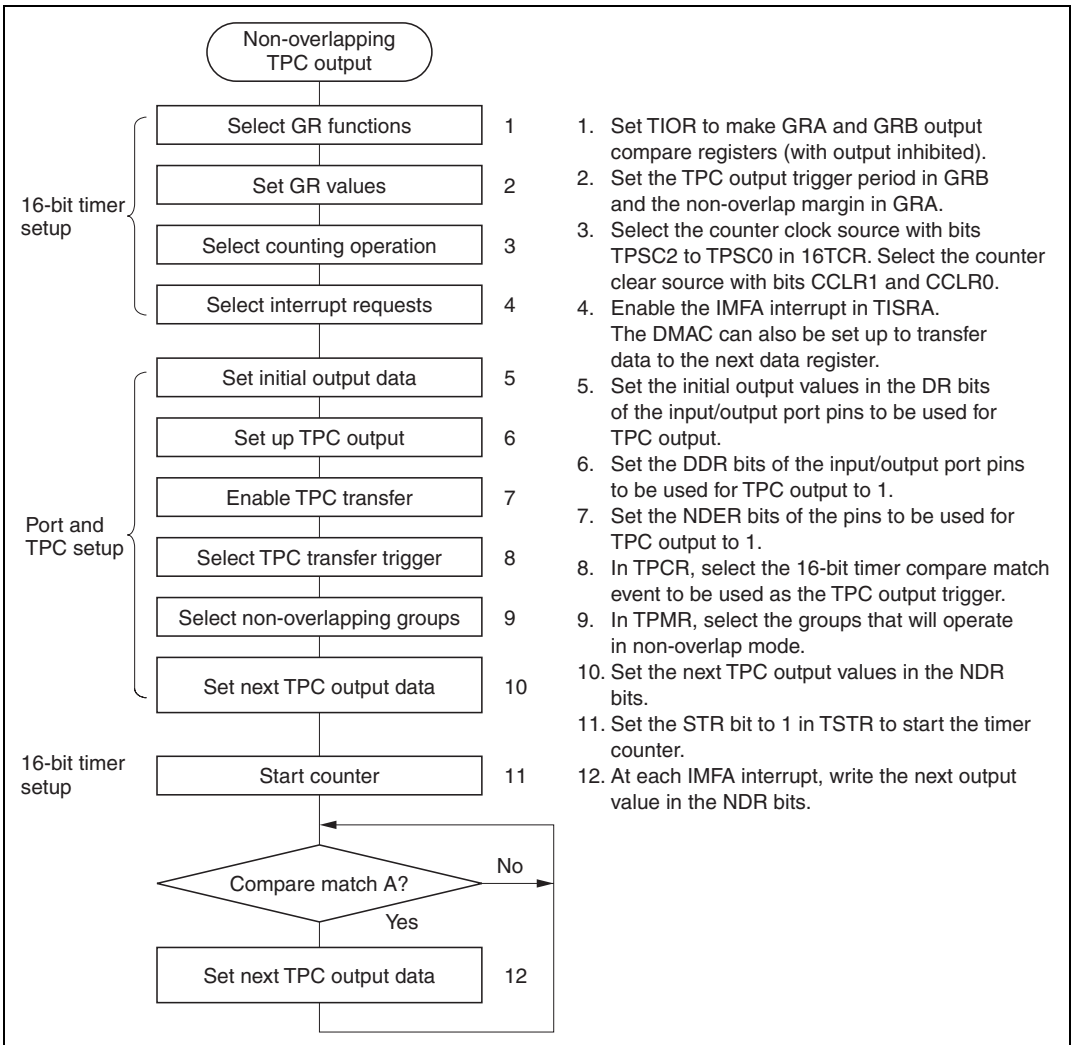 Non-overlapping
TPC output
16-bit timer
setup
Select GR functions 1
Set GR values 2
Select counting operation 3
Select interrupt requests 4
Port and
TPC setup
Set initial output data 5
Set up TPC output 6
Enable TPC transfer 7
Select TPC transfer trigger 8
Select non-overlapping groups 9
Set next TPC output data 10
16-bit timer
setup
Start counter 11
Compare match A?
No
Yes
Set next TPC output data 12
1. Set TIOR to make GRA and GRB output
compare registers (with output inhibited).
2. Set the TPC output trigger period in GRB
and the non-overlap margin in GRA.
3. Select the counter clock source with bits
TPSC2 to TPSC0 in 16TCR. Select the counter
clear source with bits CCLR1 and CCLR0.
4. Enable the IMFA interrupt in TISRA.
The DMAC can also be set up to transfer
data to the next data register.
5. Set the initial output values in the DR bits
of the input/output port pins to be used for
TPC output.
6. Set the DDR bits of the input/output port pins
to be used for TPC output to 1.
7. Set the NDER bits of the pins to be used for
TPC output to 1.
8. In TPCR, select the 16-bit timer compare match
event to be used as the TPC output trigger.
9. In TPMR, select the groups that will operate
in non-overlap mode.
10. Set the next TPC output values in the NDR
bits.
11. Set the STR bit to 1 in TSTR to start the timer
counter.
12. At each IMFA interrupt, write the next output
value in the NDR bits.